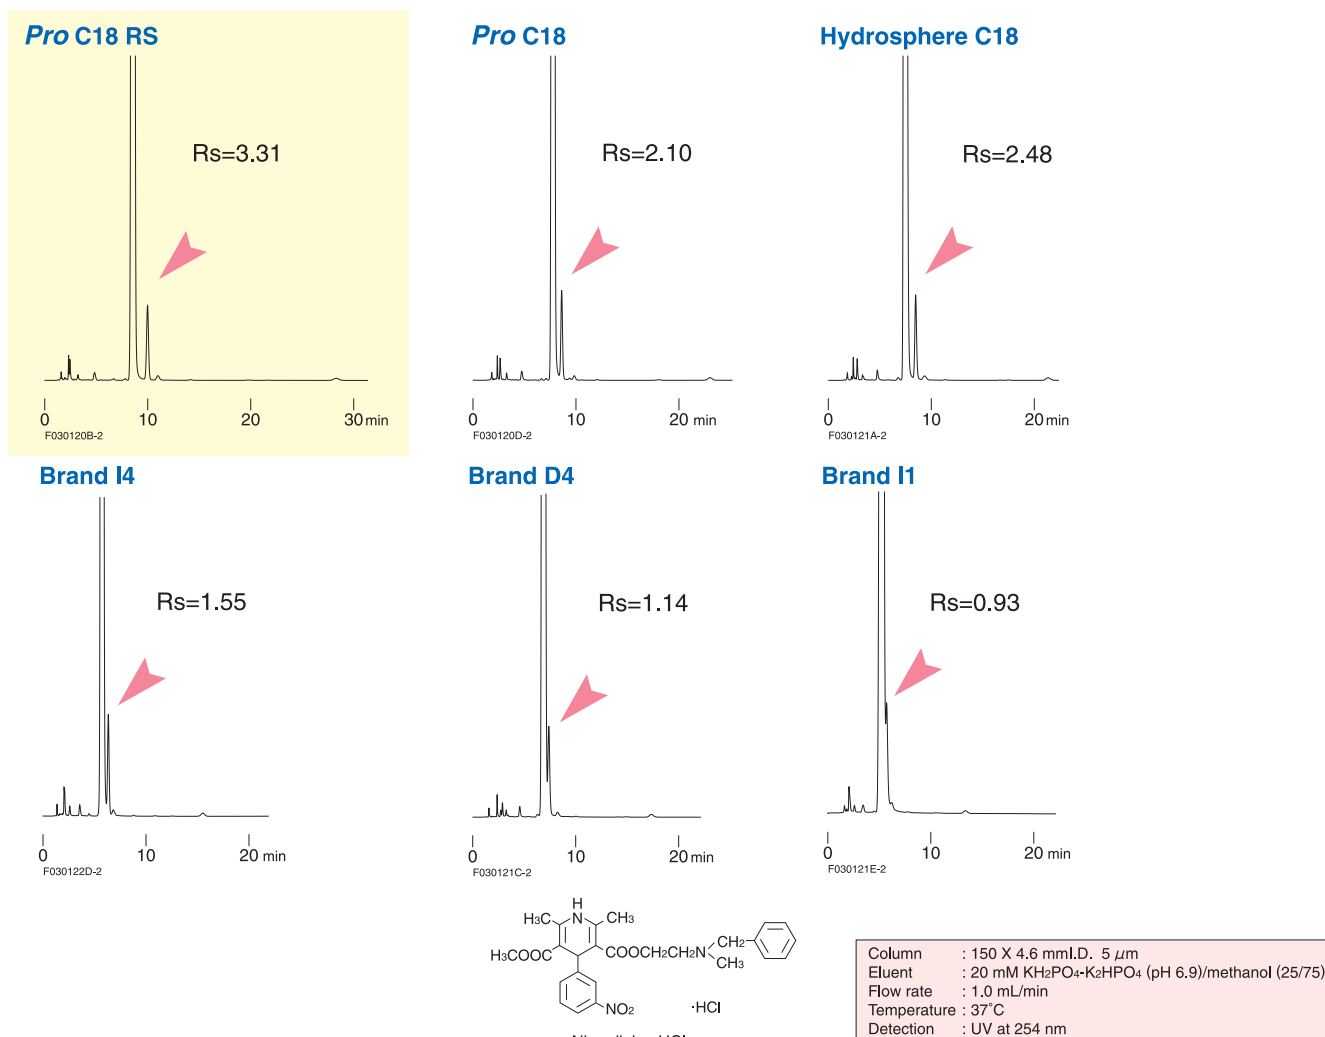 Pro C18 RS
Rs=3.31
0 10 20 30 min
F030120B-2
Pro C18
Rs=2.10
0 10 20 min
F030120D-2
Hydrosphere C18
Rs=2.48
0 10 20 min
F030121A-2
Brand I4
Rs=1.55
0 10 20 min
F030122D-2
Brand D4
Rs=1.14
0 10 20 min
F030121C-2
Brand I1
Rs=0.93
0 10 20 min
F030121E-2
H
H₃C N CH₃
H₃COOC COOCH₂CH₂N CH₂
CH₃
NO₂ ·HCl
Column : 150 X 4.6 mmI.D. 5 µm
Eluent : 20 mM KH₂PO₄-K₂HPO₄ (pH 6.9)/methanol (25/75)
Flow rate : 1.0 mL/min
Temperature : 37°C
Detection : UV at 254 nm